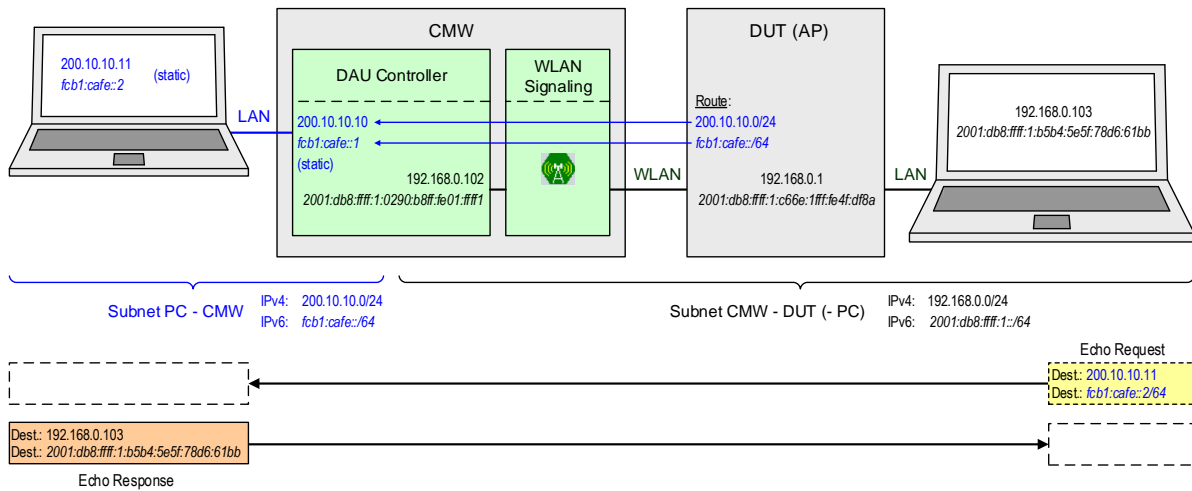 CMW
DUT (AP)
200.10.10.11
(static)
fcb1:cafe::2
DAU Controller
WLAN
Signaling
LAN
200.10.10.10
fcb1:cafe::1
(static)
192.168.0.102
2001:db8:ffff:1:0290:b8ff:fe01:ffff1
WLAN
Route:
200.10.10.0/24
fcb1:cafe::/64
192.168.0.1
2001:db8:ffff:1:c66e:1fff:fe4f:df8a
LAN
192.168.0.103
2001:db8:ffff:1:b5b4:5e5f:78d6:61bb
Subnet PC - CMW
IPv4: 200.10.10.0/24
IPv6: fcb1:cafe::/64
Subnet CMW - DUT (- PC)
IPv4: 192.168.0.0/24
IPv6: 2001:db8:ffff:1::/64
Echo Request
Dest.: 200.10.10.11
Dest.: fcb1:cafe::2/64
Dest.: 192.168.0.103
Dest.: 2001:db8:ffff:1:b5b4:5e5f:78d6:61bb
Echo Response